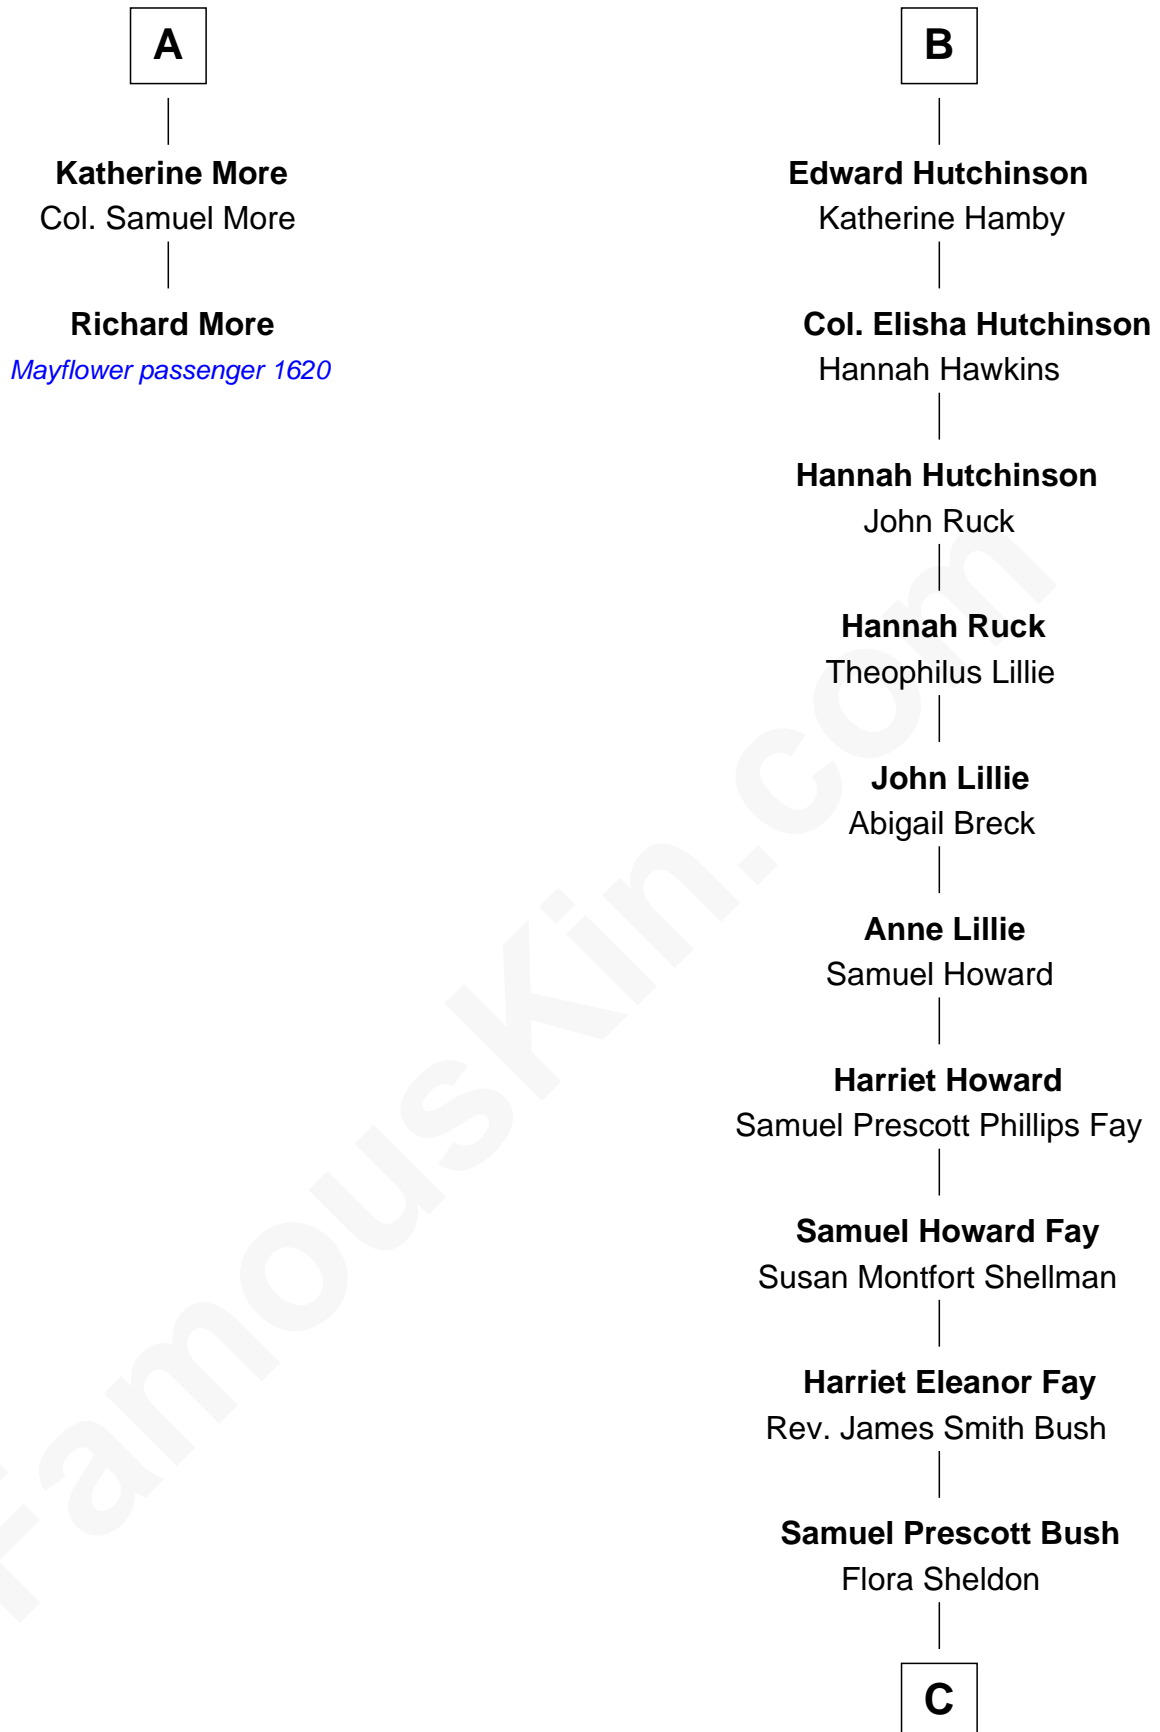 A
Katherine More
Col. Samuel More
Richard More
Mayflower passenger 1620
B
Edward Hutchinson
Katherine Hamby
Col. Elisha Hutchinson
Hannah Hawkins
Hannah Hutchinson
John Ruck
Hannah Ruck
Theophilus Lillie
John Lillie
Abigail Breck
Anne Lillie
Samuel Howard
Harriet Howard
Samuel Prescott Phillips Fay
Samuel Howard Fay
Susan Montfort Shellman
Harriet Eleanor Fay
Rev. James Smith Bush
Samuel Prescott Bush
Flora Sheldon
C
FamousKin.com